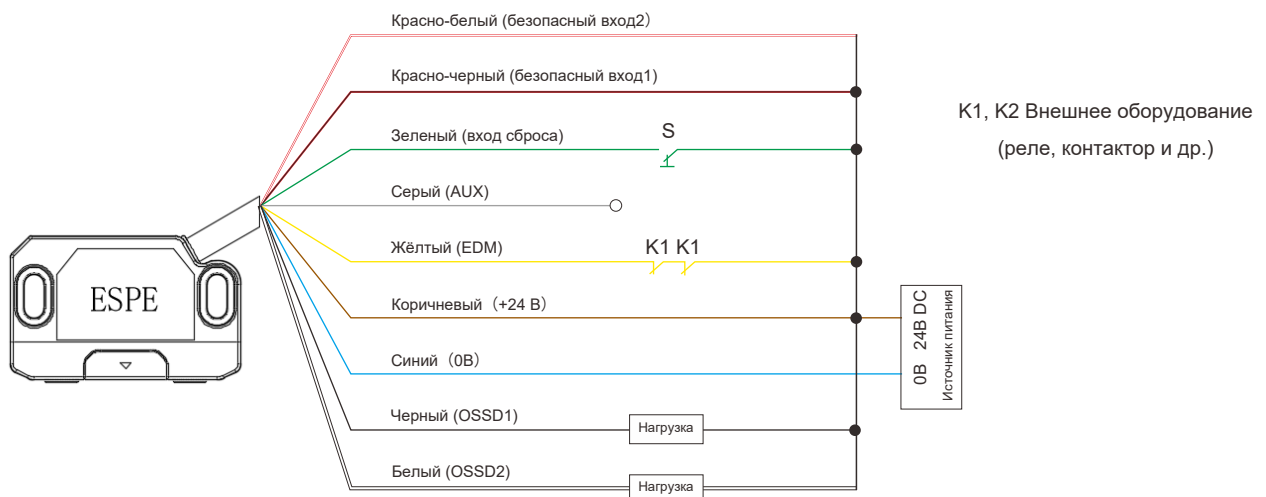 Красно-белый (безопасный вход2)
Красно-черный (безопасный вход1)
K1, K2 Внешнее оборудование
(реле, контактор и др.)
Зеленый (вход сброса)
S
Серый (AUX)
Жёлтый (EDM)
K1 K1
ESPE
Коричневый (+24 В)
Синий (0В)
0В 24В DC
Источник питания
Черный (OSSD1)
Нагрузка
Белый (OSSD2)
Нагрузка